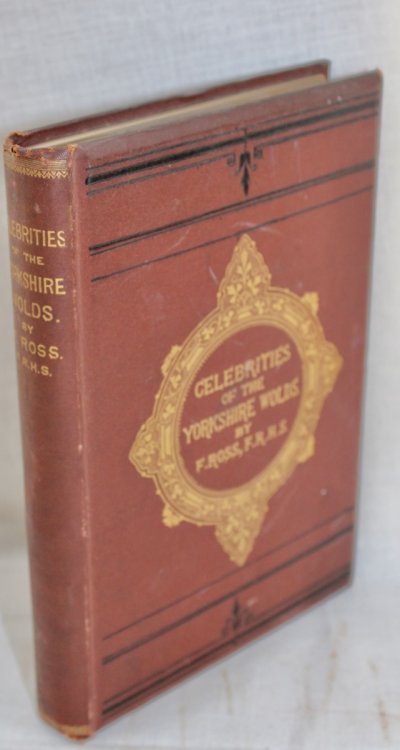 CELEBRITIES
OF THE
YORKSHIRE
WOLDS.
BY
F. ROSS.
F.R.H.S.
CELEBRITIES
OF THE
YORKSHIRE WOLDS.
BY
F. ROSS, F.R.H.S.